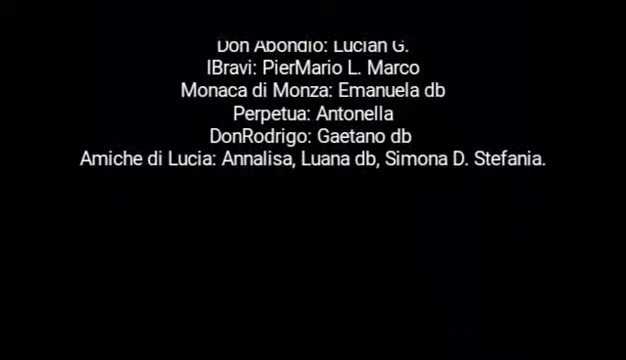 Don Abondio: Lucian G.
IBravi: PierMario L. Marco
Monaca di Monza: Emanuela db
Perpetua: Antonella
DonRodrigo: Gaetano db
Amiche di Lucia: Annalisa, Luana db, Simona D. Stefania.